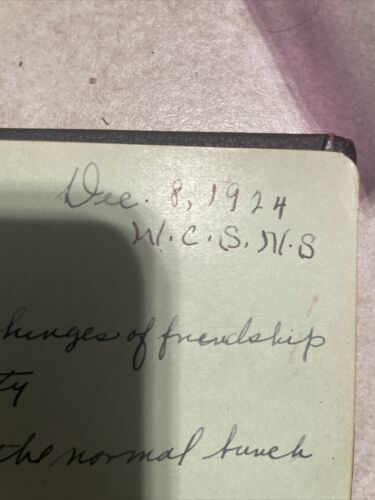 Dec. 8, 1924
W.C.S.N.S
hinges of friendship
ty
the normal bunch